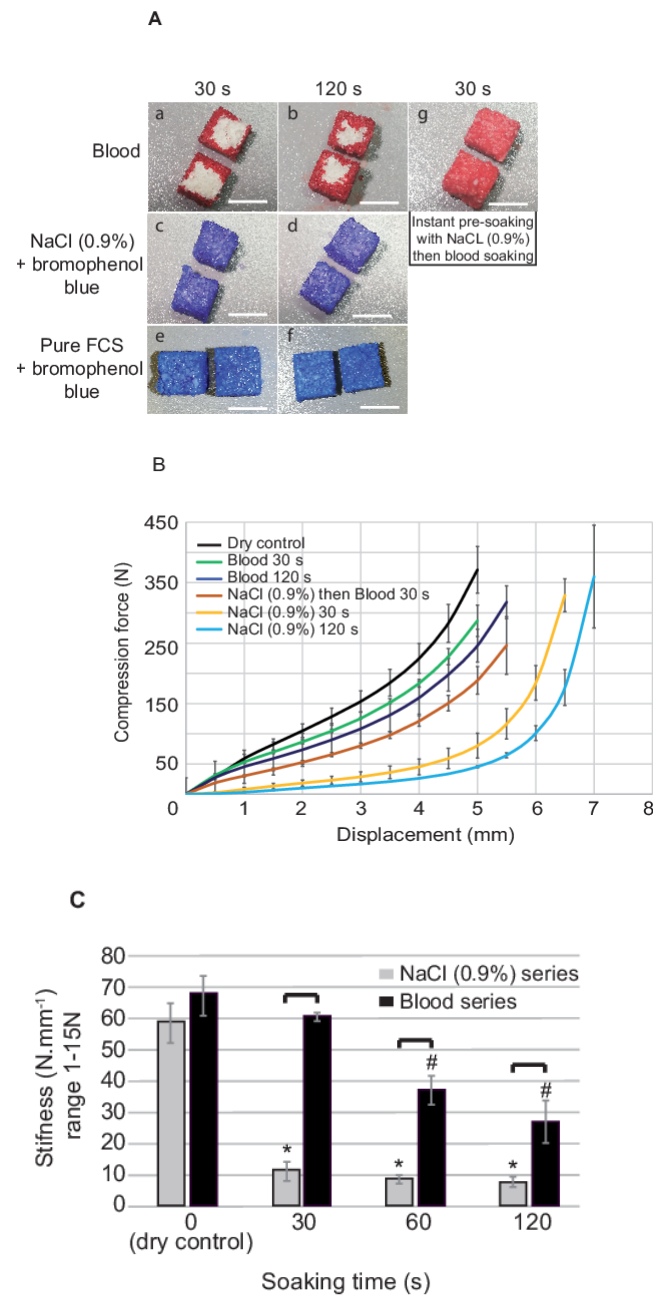 A
30 s
120 s
30 s
Blood
a
b
g
NaCl (0.9%)
+ bromophenol
blue
c
d
Instant pre-soaking
with NaCL (0.9%)
then blood soaking
Pure FCS
+ bromophenol
blue
e
f
B
Compression force (N)
450
350
250
150
50
0
1
2
3
4
5
6
7
8
Displacement (mm)
Dry control
Blood 30 s
Blood 120 s
NaCl (0.9%) then Blood 30 s
NaCl (0.9%) 30 s
NaCl (0.9%) 120 s
C
Stifness (N.mm⁻¹)
range 1-15N
80
70
60
50
40
30
20
10
0
NaCl (0.9%) series
Blood series
*
*
#
*
#
0
(dry control)
30
60
120
Soaking time (s)